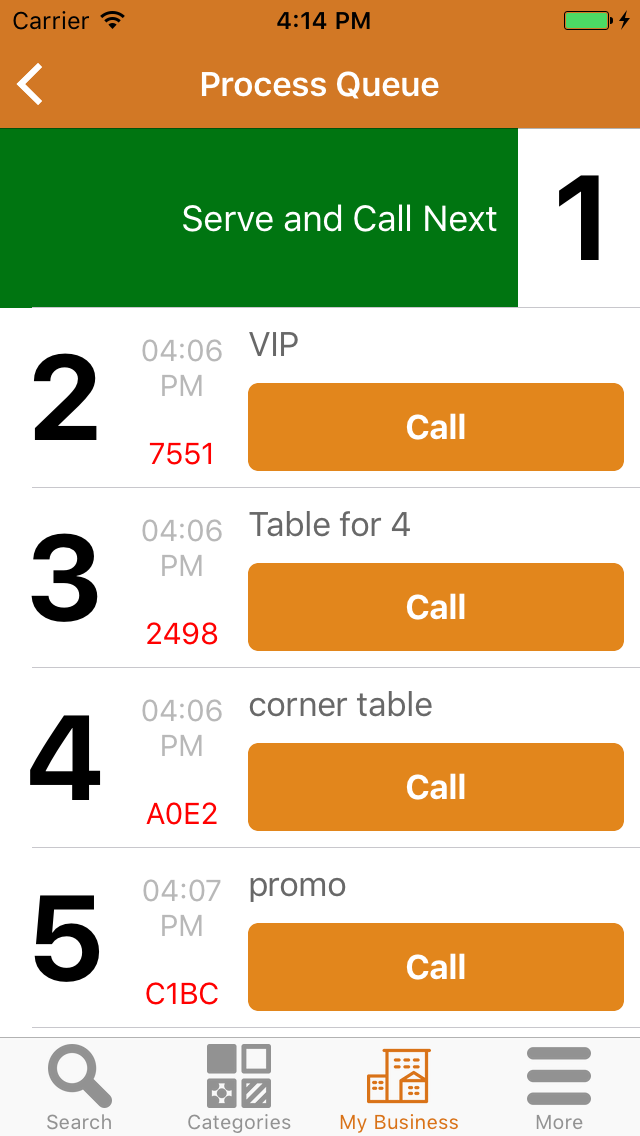 Carrier 4:14 PM
Process Queue
Serve and Call Next 1
2 04:06 PM VIP
7551 Call
3 04:06 PM Table for 4
2498 Call
4 04:06 PM corner table
A0E2 Call
5 04:07 PM promo
C1BC Call
Search Categories My Business More